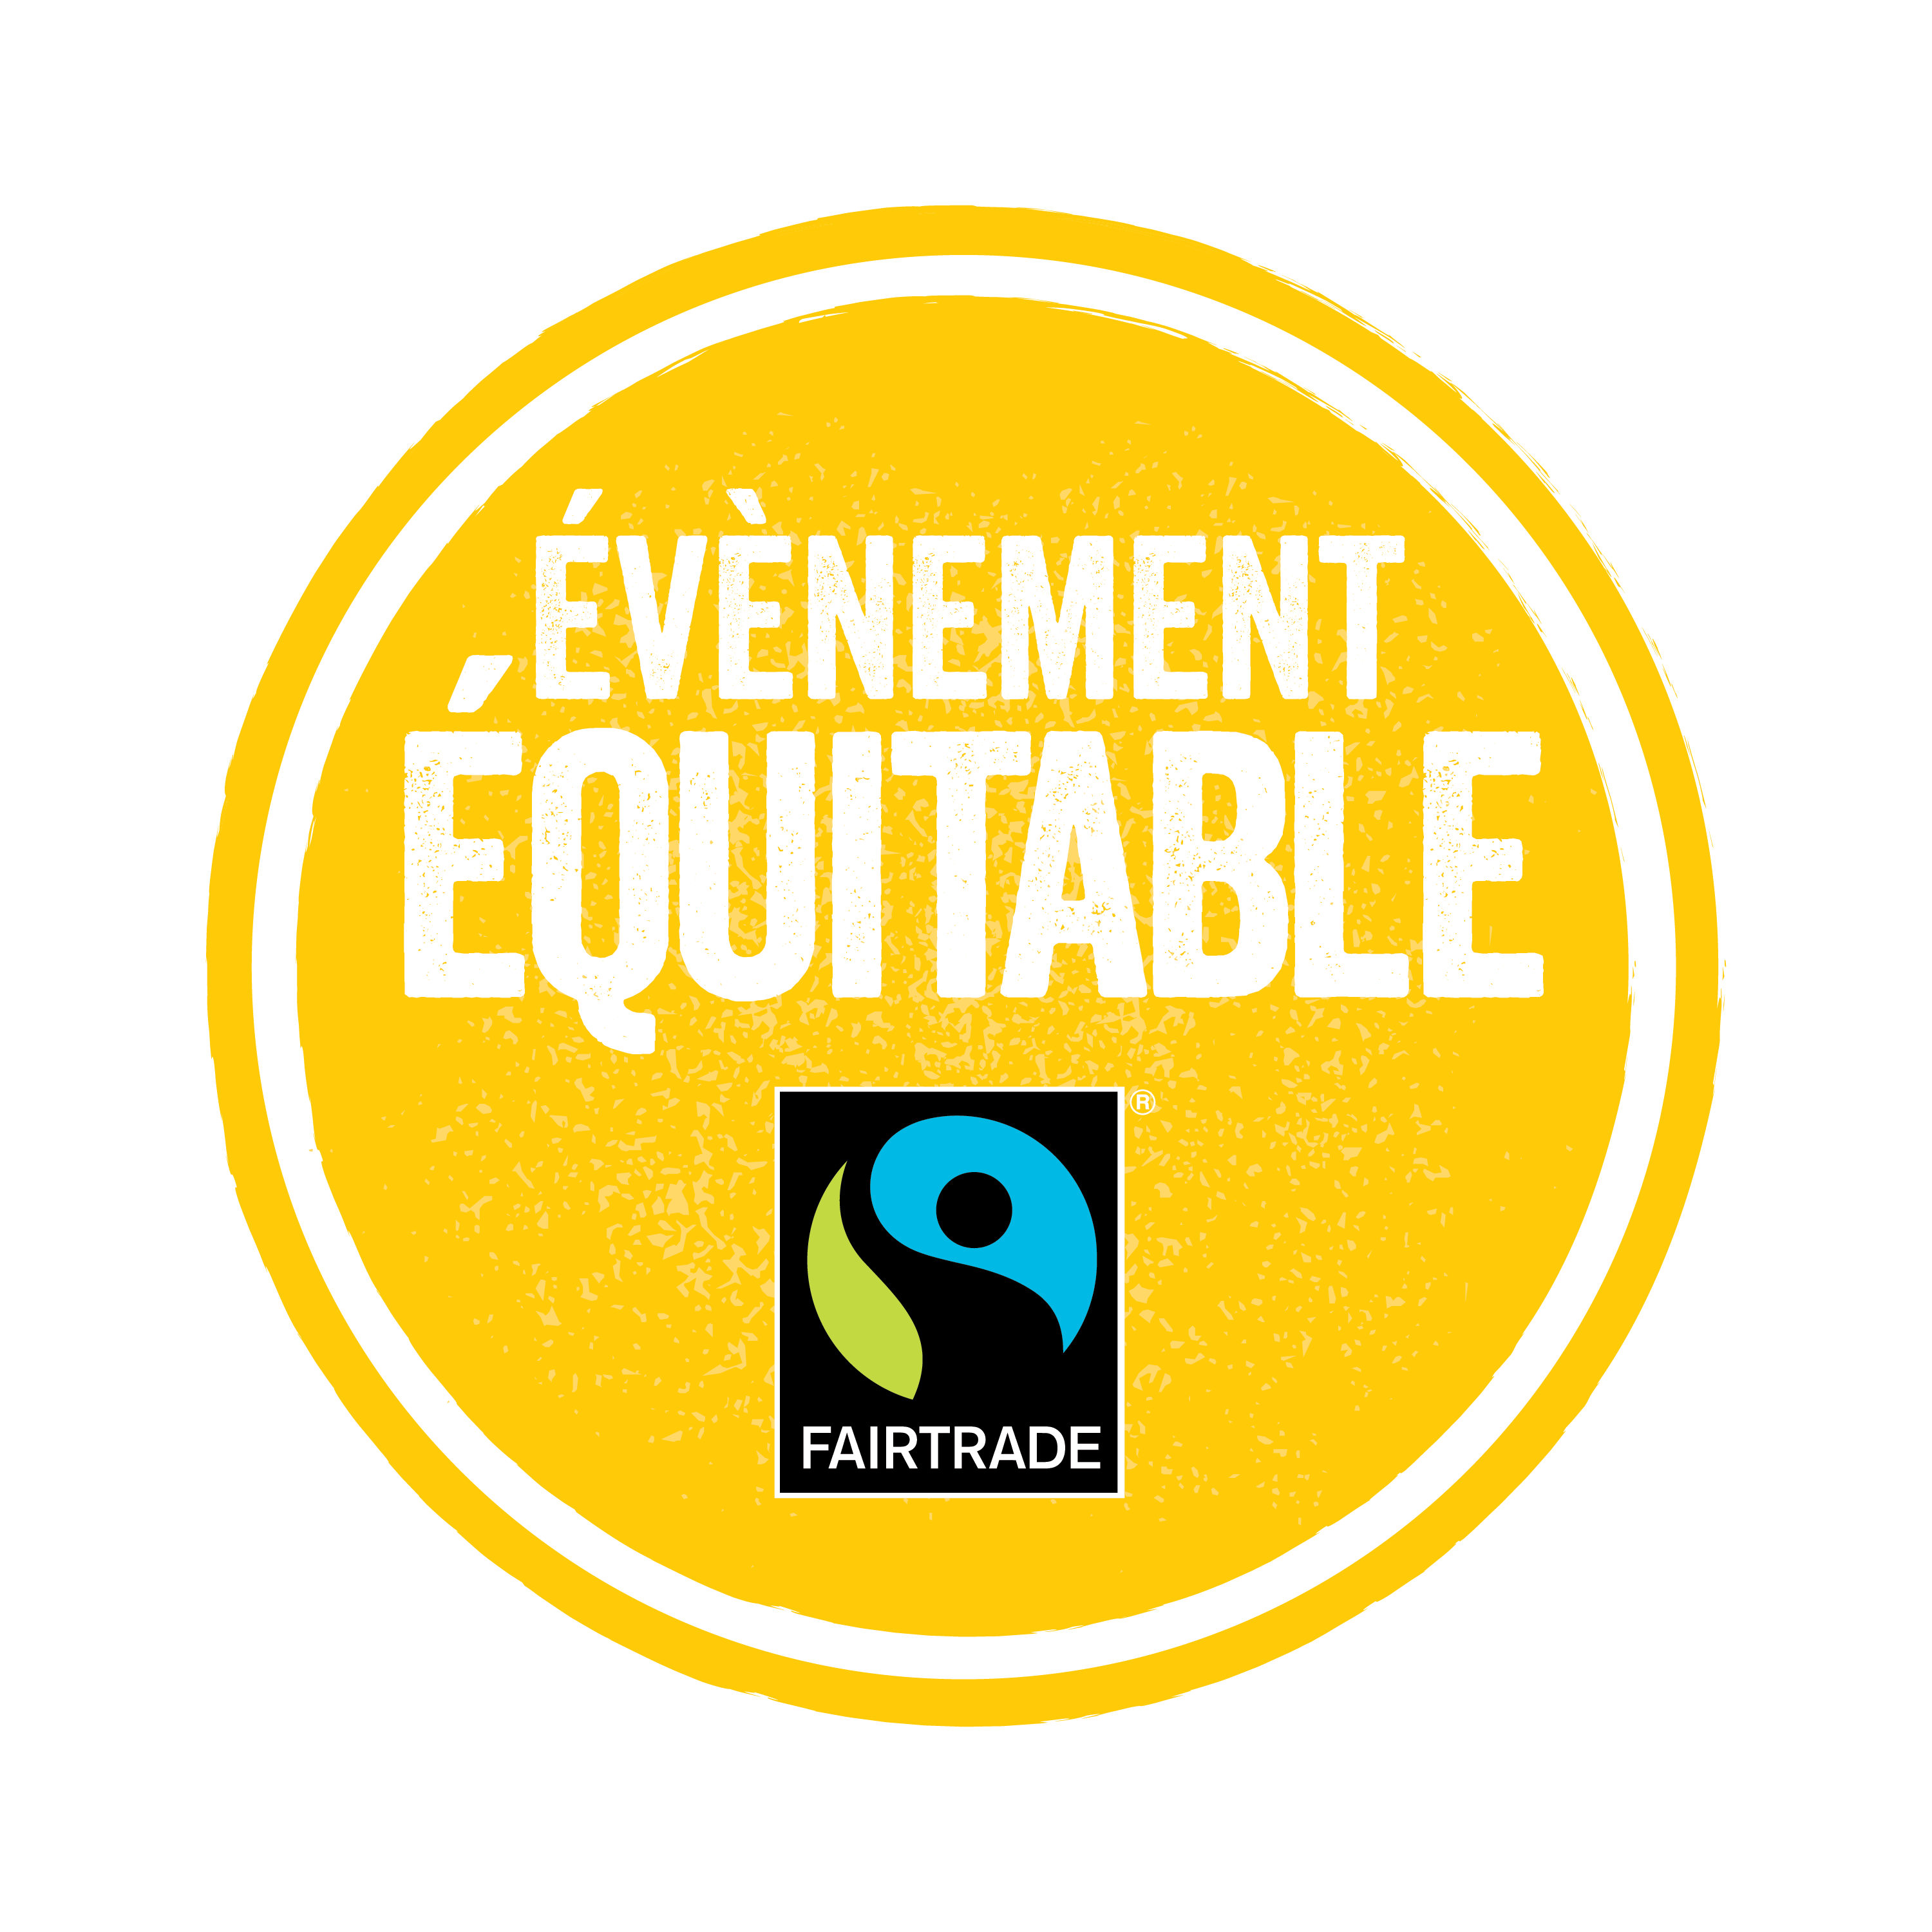 ÉVÈNEMENT
ÉQUITABLE
®
FAIRTRADE